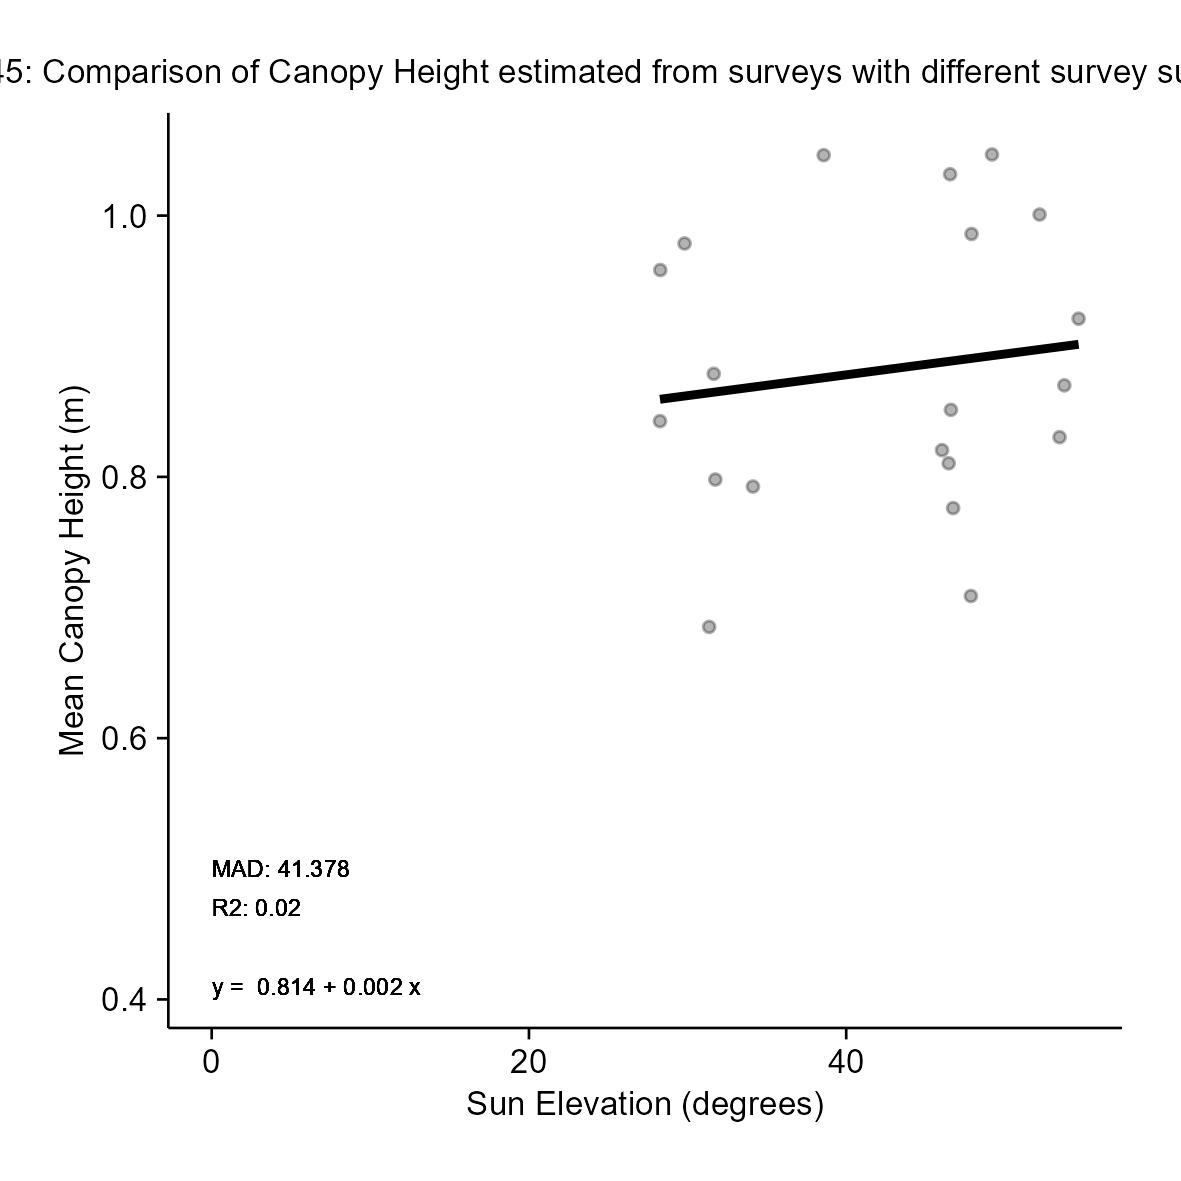 45: Comparison of Canopy Height estimated from surveys with different survey
1.0
0.8
0.6
0.4
Mean Canopy Height (m)
MAD: 41.378
R2: 0.02
y = 0.814 + 0.002 x
0
20
40
Sun Elevation (degrees)